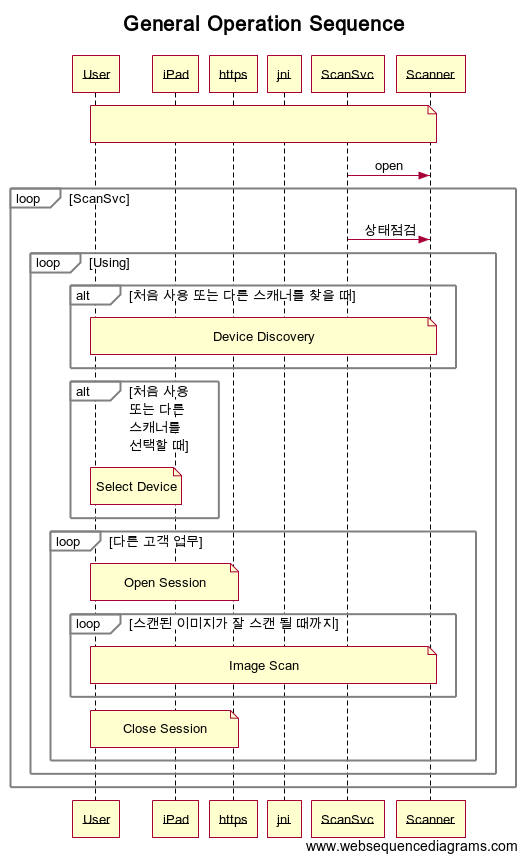 General Operation Sequence
User iPad https jni ScanSvc Scanner
open
loop [ScanSvc]
상태점검
loop [Using]
alt [처음 사용 또는 다른 스캐너를 찾을 때]
Device Discovery
alt [처음 사용
또는 다른
스캐너를
선택할 때]
Select Device
loop [다른 고객 업무]
Open Session
loop [스캔된 이미지가 잘 스캔 될 때까지]
Image Scan
Close Session
User iPad https jni ScanSvc Scanner
www.websequencediagrams.com